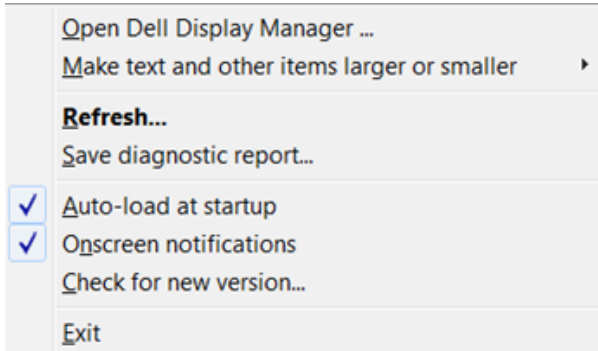 Open Dell Display Manager ...
Make text and other items larger or smaller
Refresh...
Save diagnostic report...
Auto-load at startup
Onscreen notifications
Check for new version...
Exit